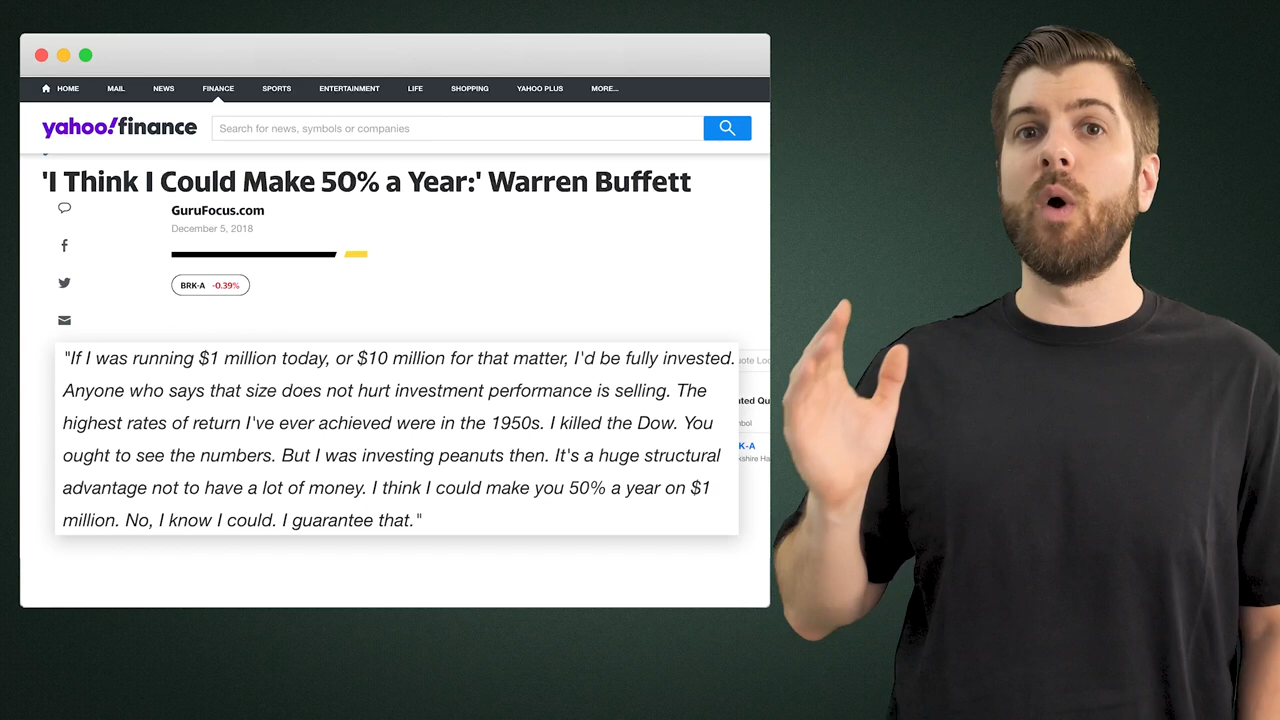 HOME MAIL NEWS FINANCE SPORTS ENTERTAINMENT LIFE SHOPPING YAHOO PLUS MORE...
yahoo!finance Search for news, symbols or companies
'I Think I Could Make 50% a Year:' Warren Buffett
GuruFocus.com
December 5, 2018
BRK-A -0.39%
"If I was running $1 million today, or $10 million for that matter, I'd be fully invested.
Anyone who says that size does not hurt investment performance is selling. The
highest rates of return I've ever achieved were in the 1950s. I killed the Dow. You
ought to see the numbers. But I was investing peanuts then. It's a huge structural
advantage not to have a lot of money. I think I could make you 50% a year on $1
million. No, I know I could. I guarantee that."